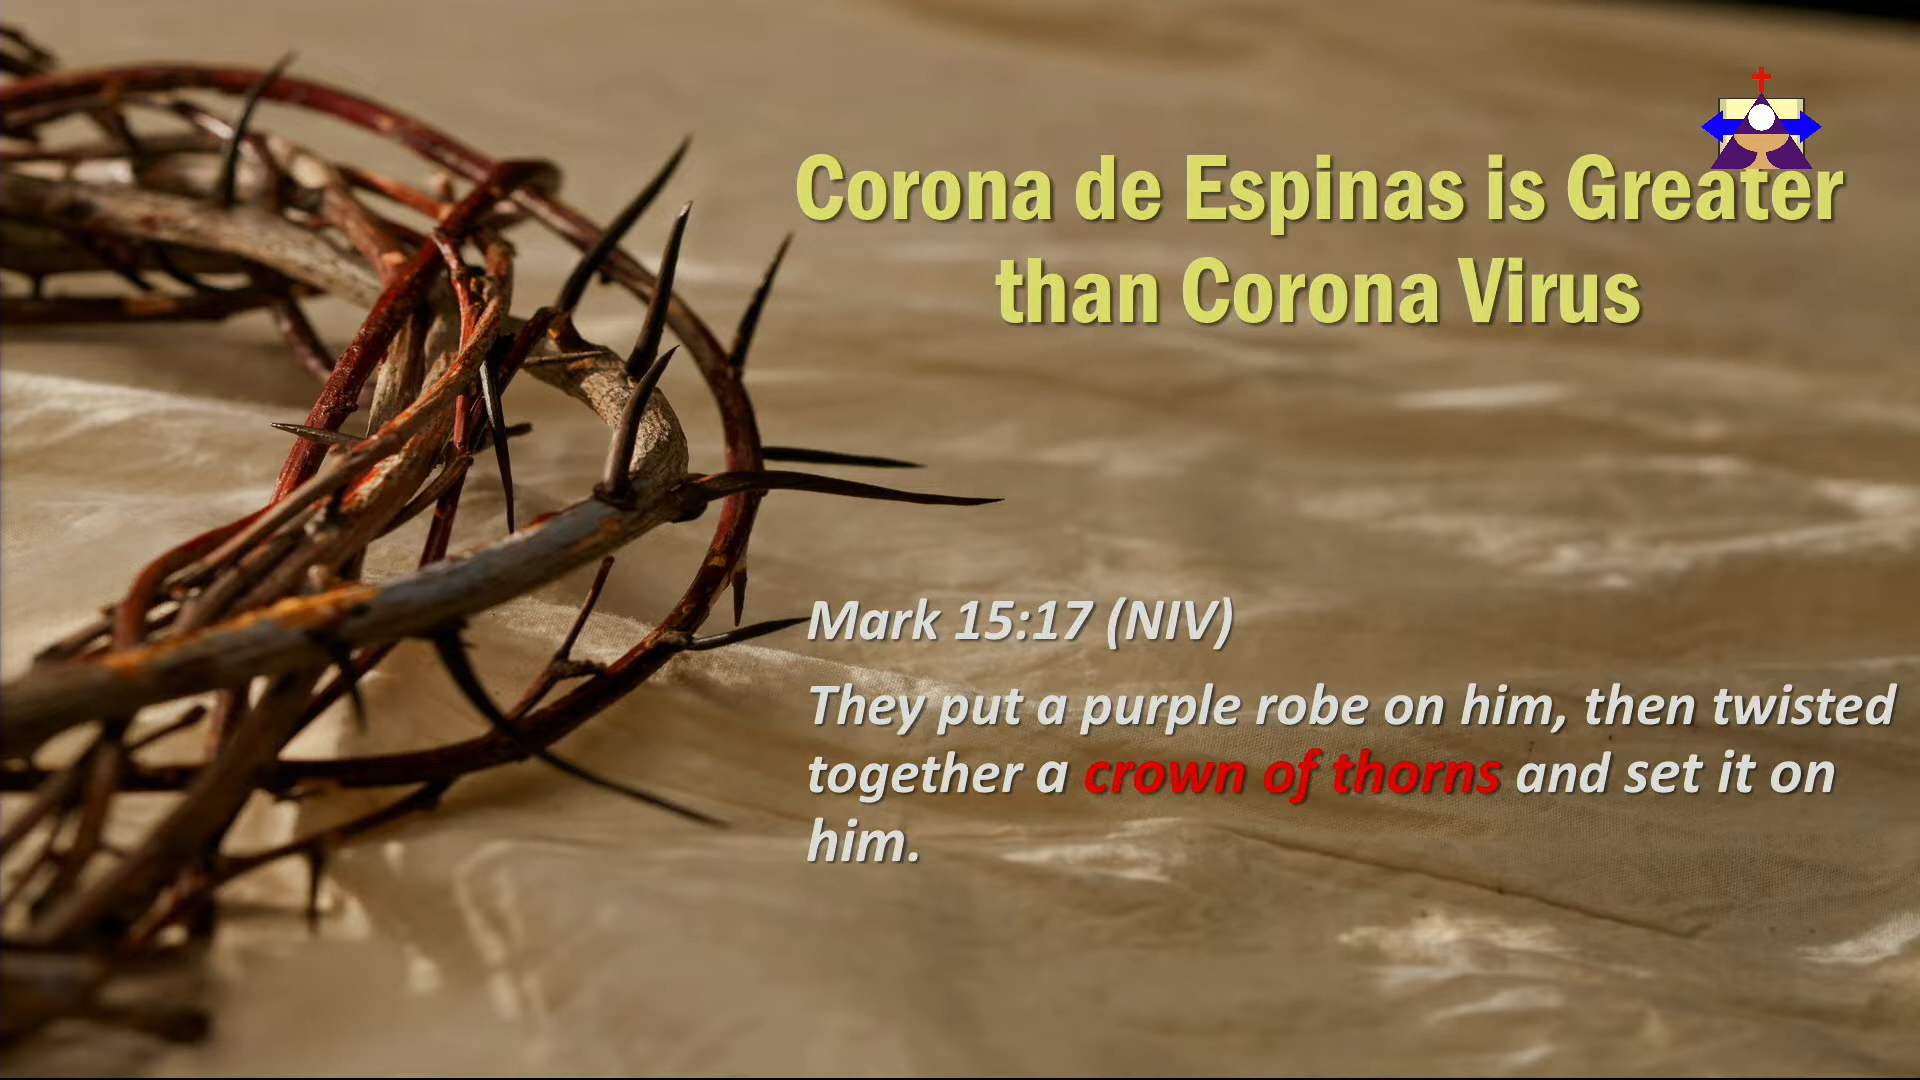 Corona de Espinas is Greater
than Corona Virus
Mark 15:17 (NIV)
They put a purple robe on him, then twisted
together a crown of thorns and set it on
him.